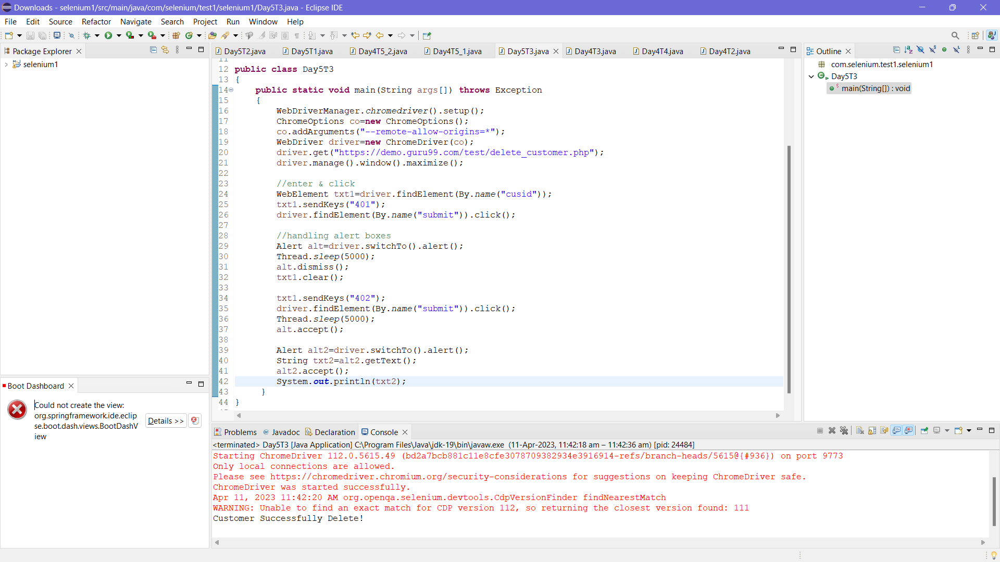 Downloads - selenium1/src/main/java/com/selenium/test1/selenium1/Day5T3.java - Eclipse IDE
File Edit Source Refactor Navigate Search Project Run Window Help
Package Explorer
selenium1
Day5T2.java Day5T1.java Day4T5_2.java Day4T5_1.java Day5T3.java Day4T3.java Day4T4.java Day4T2.java
11
12 public class Day5T3
13 {
14 public static void main(String args[]) throws Exception
15 {
16 WebDriverManager.chromedriver().setup();
17 ChromeOptions co=new ChromeOptions();
18 co.addArguments("--remote-allow-origins=*");
19 WebDriver driver=new ChromeDriver(co);
20 driver.get("https://demo.guru99.com/test/delete_customer.php");
21 driver.manage().window().maximize();
22
23 //enter & click
24 WebElement txt1=driver.findElement(By.name("cusid"));
25 txt1.sendKeys("401");
26 driver.findElement(By.name("submit")).click();
27
28 //handling alert boxes
29 Alert alt=driver.switchTo().alert();
30 Thread.sleep(5000);
31 alt.dismiss();
32 txt1.clear();
33
34 txt1.sendKeys("402");
35 driver.findElement(By.name("submit")).click();
36 Thread.sleep(5000);
37 alt.accept();
38
39 Alert alt2=driver.switchTo().alert();
40 String txt2=alt2.getText();
41 alt2.accept();
42 System.out.println(txt2);
43 }
44 }
Outline
com.selenium.test1.selenium1
Day5T3
main(String[]) : void
Boot Dashboard
Could not create the view:
org.springframework.ide.eclip
se.boot.dash.views.BootDashV
iew
Details >>
Problems Javadoc Declaration Console
<terminated> Day5T3 [Java Application] C:\Program Files\Java\jdk-19\bin\javaw.exe (11-Apr-2023, 11:42:18 am – 11:42:36 am) [pid: 24484]
Starting ChromeDriver 112.0.5615.49 (bd2a7bcb881c11e8cfe3078709382934e3916914-refs/branch-heads/5615@{#936}) on port 9773
Only local connections are allowed.
Please see https://chromedriver.chromium.org/security-considerations for suggestions on keeping ChromeDriver safe.
ChromeDriver was started successfully.
Apr 11, 2023 11:42:20 AM org.openqa.selenium.devtools.CdpVersionFinder findNearestMatch
WARNING: Unable to find an exact match for CDP version 112, so returning the closest version found: 111
Customer Successfully Delete!